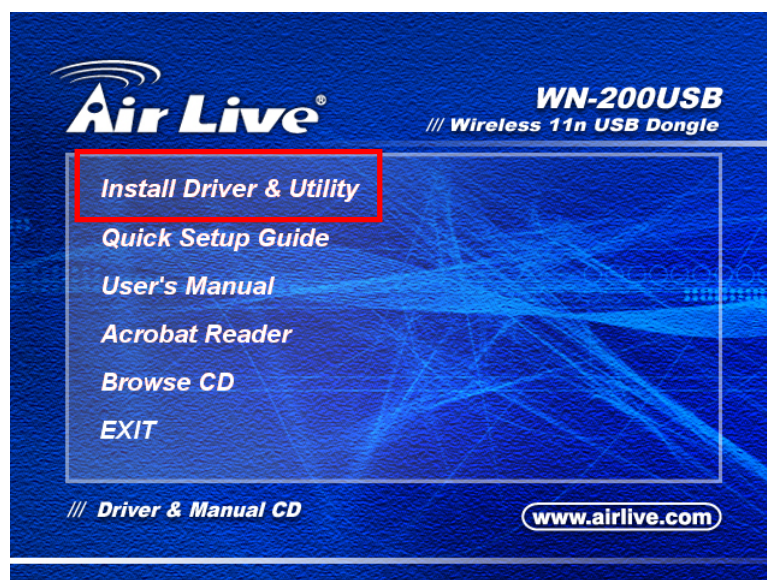 Air Live®
WN-200USB
/// Wireless 11n USB Dongle
Install Driver & Utility
Quick Setup Guide
User's Manual
Acrobat Reader
Browse CD
EXIT
/// Driver & Manual CD
www.airlive.com